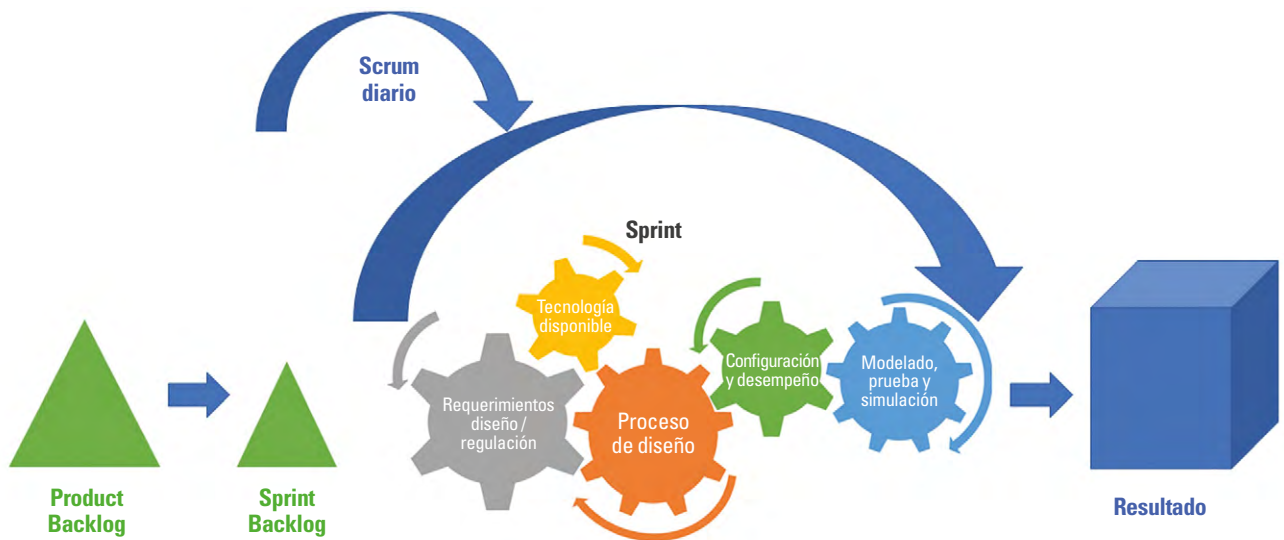 Scrum
diario
Sprint
Tecnología
disponible
Requerimientos
diseño /
regulación
Proceso
de diseño
Configuración
y desempeño
Modelado,
prueba y
simulación
Product
Backlog
Sprint
Backlog
Resultado